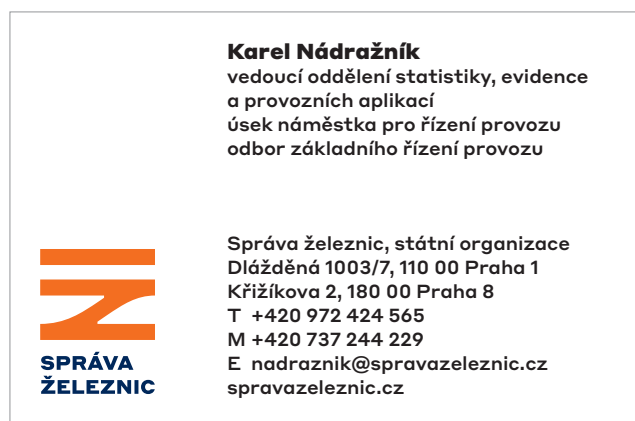 Karel Nádražník
vedoucí oddělení statistiky, evidence
a provozních aplikací
úsek náměstka pro řízení provozu
odbor základního řízení provozu
Správa železnic, státní organizace
Dlážděná 1003/7, 110 00 Praha 1
Křižíkova 2, 180 00 Praha 8
T +420 972 424 565
M +420 737 244 229
E nadraznik@spravazeleznic.cz
spravazeleznic.cz
SPRÁVA
ŽELEZNIC